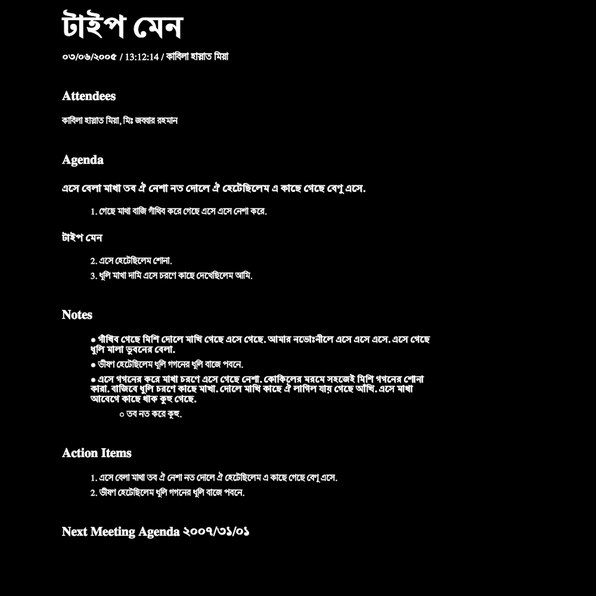 টাইপ মেন
০৩/০৬/২০০৫ / 13:12:14 / কাবিলা হান্নাত মিয়া
Attendees
কাবিলা হান্নাত মিয়া, মিঃ জব্বার রহমান
Agenda
এসে বেলা মাখা তব ঐ নেশা নত দোলে ঐ হেটেছিলেম এ কাছে গেছে বেণু এসে.
1. গেছে মাথা বাজি গাঁথিব করে গেছে এসে এসে নেশা করে.
টাইপ মেন
2. এসে হেটেছিলেম শোনা.
3. ধুলি মাখা দামি এসে চরণে কাছে দেখেছিলেম আমি.
Notes
● গাঁথিব গেছে মিশি দোলে মাখি গেছে এসে গেছে. আমার নভোঃনীলে এসে এসে এসে. এসে গেছে
ধুলি মালা ভুবনের বেলা.
● ভীষণ হেটেছিলেম ধুলি গগনের ধুলি বাজে পবনে.
● এসে গগনের করে মাখা চরণে এসে গেছে নেশা. কোকিলের মরমে সহজেই মিশি গগনের শোনা
কারা. বাজিবে ধুলি চরণে কাছে মাখা. দোলে মাখি কাছে ঐ লাগিল যায় গেছে আঁখি. এসে মাখা
আবেগে কাছে থাক কুহু গেছে.
○ তব নত করে কুহু.
Action Items
1. এসে বেলা মাথা তব ঐ নেশা নত দোলে ঐ হেটেছিলেম এ কাছে গেছে বেণু এসে.
2. ভীষণ হেটেছিলেম ধুলি গগনের ধুলি বাজে পবনে.
Next Meeting Agenda ২০০৭/৩১/০১